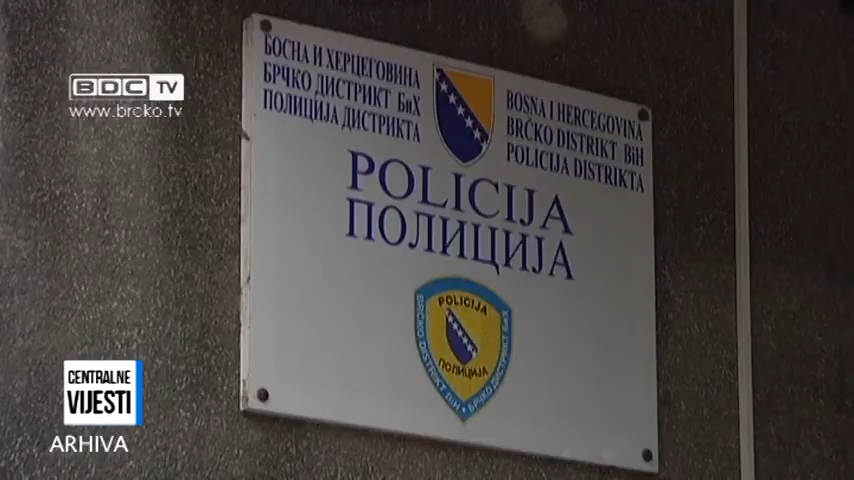 BDC TV
www.brcko.tv
БОСНА И ХЕРЦЕГОВИНА
БРЧКО ДИСТРИКТ БиХ
ПОЛИЦИЈА ДИСТРИКТА
BOSNA I HERCEGOVINA
BRČKO DISTRIKT BiH
POLICIJA DISTRIKTA
POLICIJA
ПОЛИЦИЈА
POLICIJA
ПОЛИЦИЈА
BRČKO DISTRIKT BiH • БРЧКО ДИСТРИКТ БиХ
CENTRALNE
VIJESTI
ARHIVA